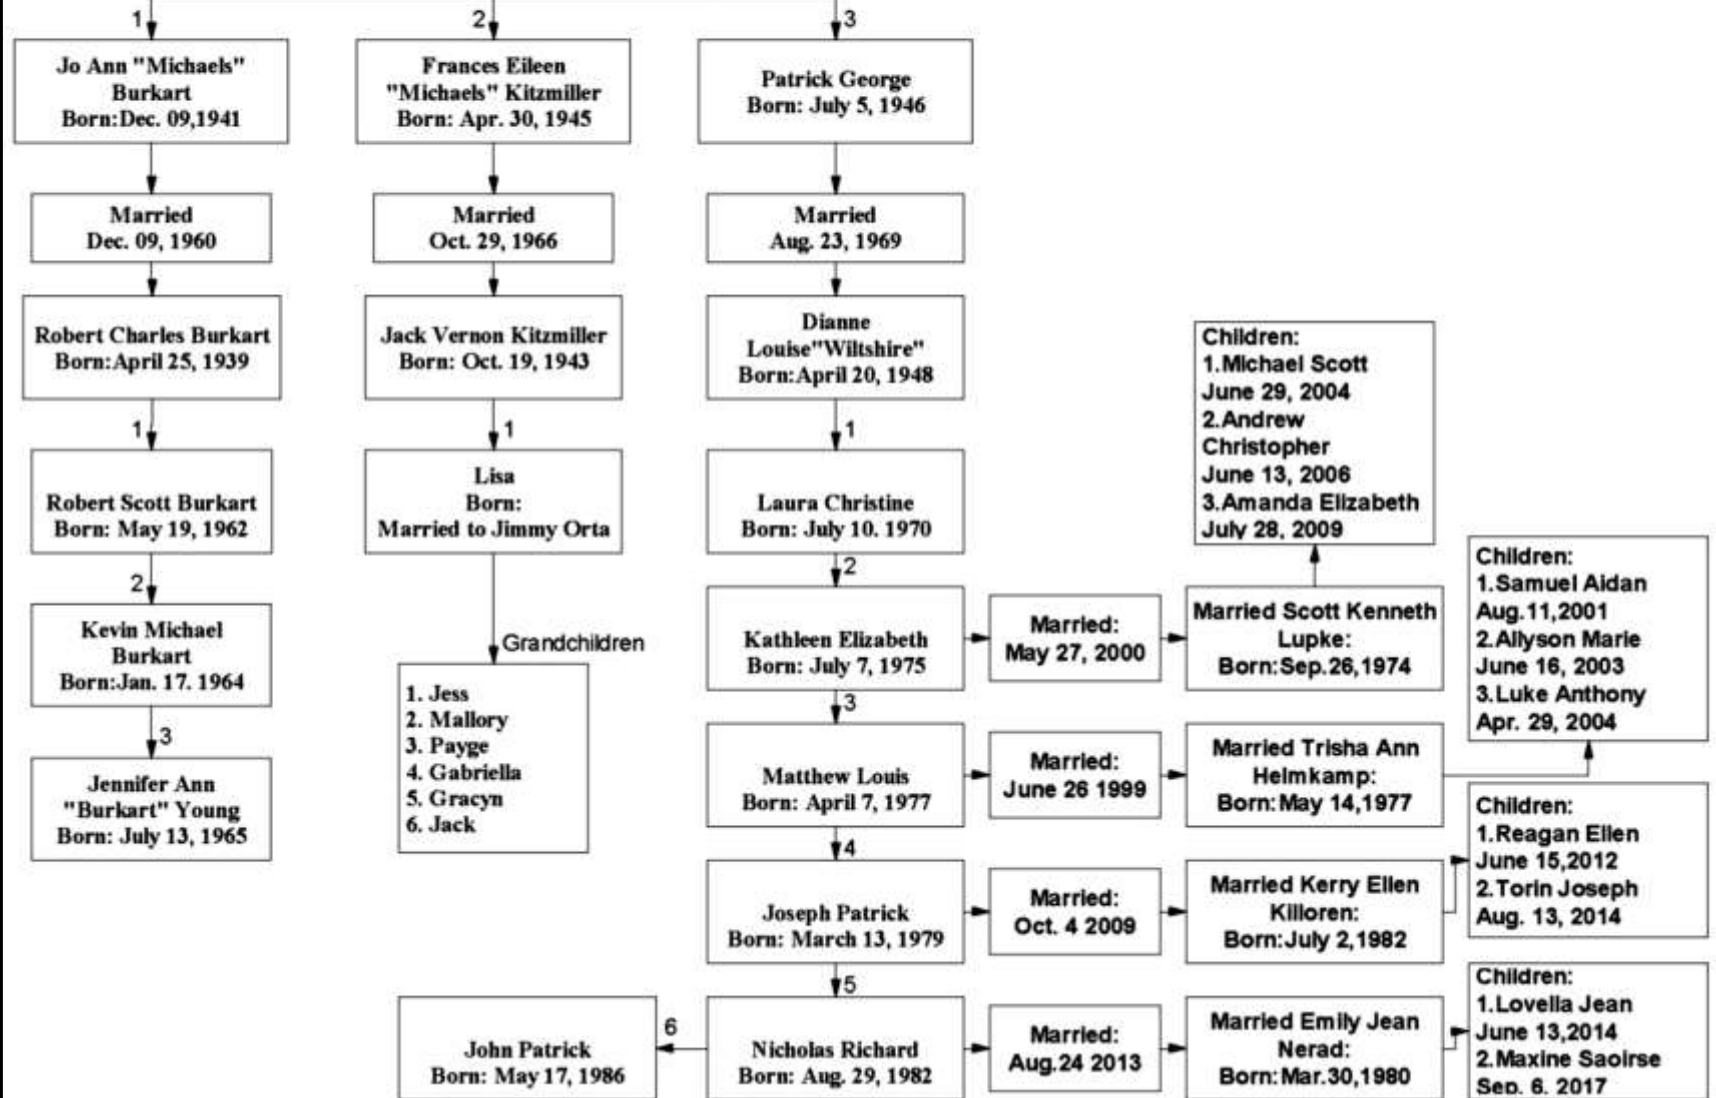 1
2
3
Jo Ann "Michaels"
Burkart
Born:Dec. 09,1941
Frances Eileen
"Michaels" Kitzmiller
Born: Apr. 30, 1945
Patrick George
Born: July 5, 1946
Married
Dec. 09, 1960
Married
Oct. 29, 1966
Married
Aug. 23, 1969
Robert Charles Burkart
Born:April 25, 1939
Jack Vernon Kitzmiller
Born: Oct. 19, 1943
Dianne
Louise"Wiltshire"
Born:April 20, 1948
Children:
1.Michael Scott
June 29, 2004
2.Andrew
Christopher
June 13, 2006
3.Amanda Elizabeth
July 28, 2009
1
1
1
Robert Scott Burkart
Born: May 19, 1962
Lisa
Born:
Married to Jimmy Orta
Laura Christine
Born: July 10. 1970
2
2
Kevin Michael
Burkart
Born:Jan. 17. 1964
Grandchildren
Kathleen Elizabeth
Born: July 7, 1975
Married:
May 27, 2000
Married Scott Kenneth
Lupke:
Born:Sep.26,1974
Children:
1.Samuel Aidan
Aug.11,2001
2.Allyson Marie
June 16, 2003
3.Luke Anthony
Apr. 29, 2004
3
3
Jennifer Ann
"Burkart" Young
Born: July 13, 1965
1. Jess
2. Mallory
3. Payge
4. Gabriella
5. Gracyn
6. Jack
Matthew Louis
Born: April 7, 1977
Married:
June 26 1999
Married Trisha Ann
Helmkamp:
Born:May 14,1977
Children:
1.Reagan Ellen
June 15,2012
2.Torin Joseph
Aug. 13, 2014
4
Joseph Patrick
Born: March 13, 1979
Married:
Oct. 4 2009
Married Kerry Ellen
Killoren:
Born:July 2,1982
5
6
John Patrick
Born: May 17, 1986
Nicholas Richard
Born: Aug. 29, 1982
Married:
Aug.24 2013
Married Emily Jean
Nerad:
Born:Mar.30,1980
Children:
1.Lovella Jean
June 13,2014
2.Maxine Saoirse
Sep. 6. 2017